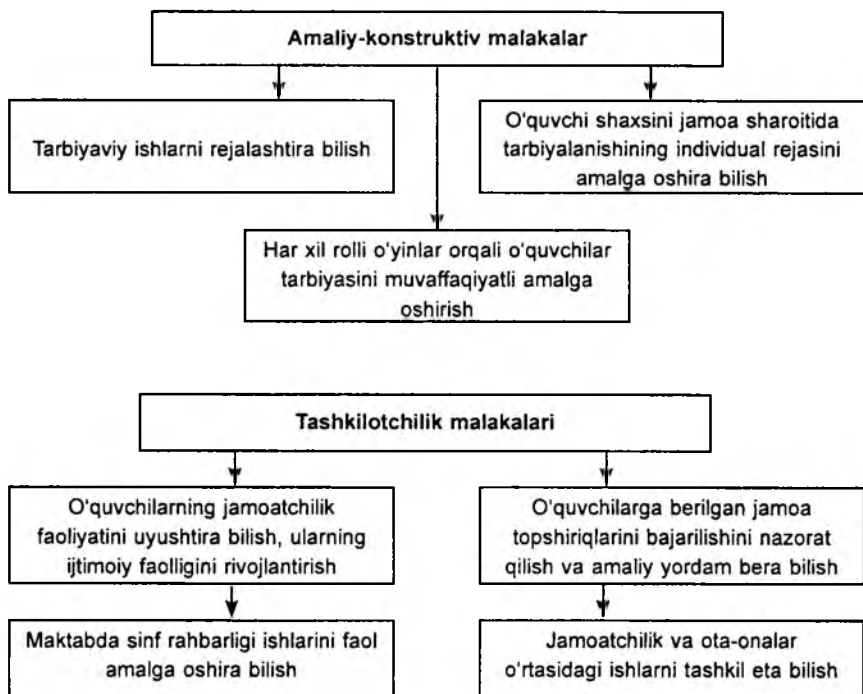 Amaliy-konstruktiv malakalar
Tarbiyaviy ishlarni rejalashtira bilish
O'quvchi shaxsini jamoa sharoitida
tarbiyalanishining individual rejasini
amalga oshira bilish
Har xil rolli o'yinlar orqali o'quvchilar
tarbiyasini muvaffaqiyatli amalga
oshirish
Tashkilotchilik malakalari
O'quvchilarning jamoatchilik
faoliyatini uyushtira bilish, ularning
ijtimoiy faolligini rivojlantirish
O'quvchilarga berilgan jamoa
topshiriqlarini bajarilishini nazorat
qilish va amaliy yordam bera bilish
Maktabda sinf rahbarligi ishlarini faol
amalga oshira bilish
Jamoatchilik va ota-onalar
o'rtasidagi ishlarni tashkil eta bilish